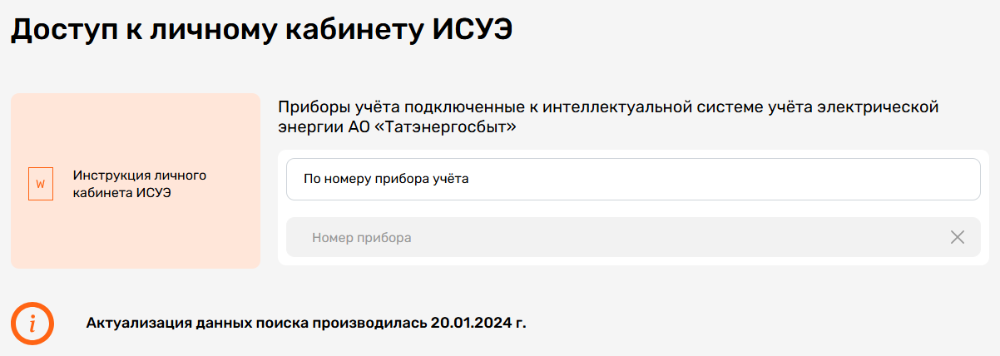 Доступ к личному кабинету ИСУЭ
W
Инструкция личного
кабинета ИСУЭ
Приборы учёта подключенные к интеллектуальной системе учёта электрической
энергии АО «Татэнергосбыт»
По номеру прибора учёта
Номер прибора
i
Актуализация данных поиска производилась 20.01.2024 г.